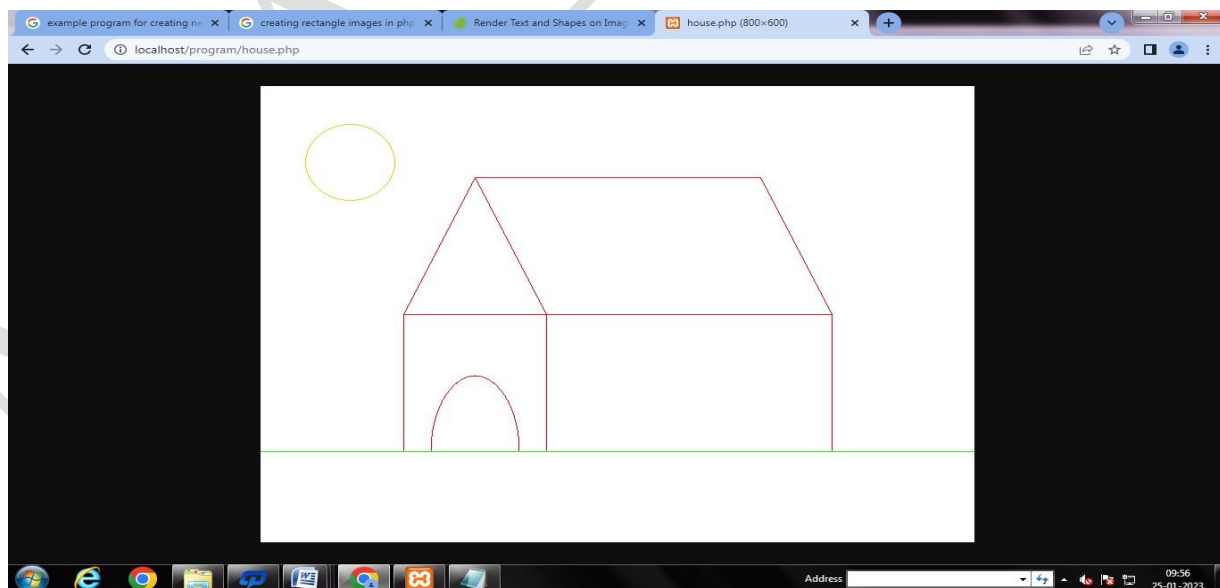 example program for creating ne
creating rectangle images in php
Render Text and Shapes on Imag
house.php (800×600)
localhost/program/house.php
Address
09:56
25-01-2023